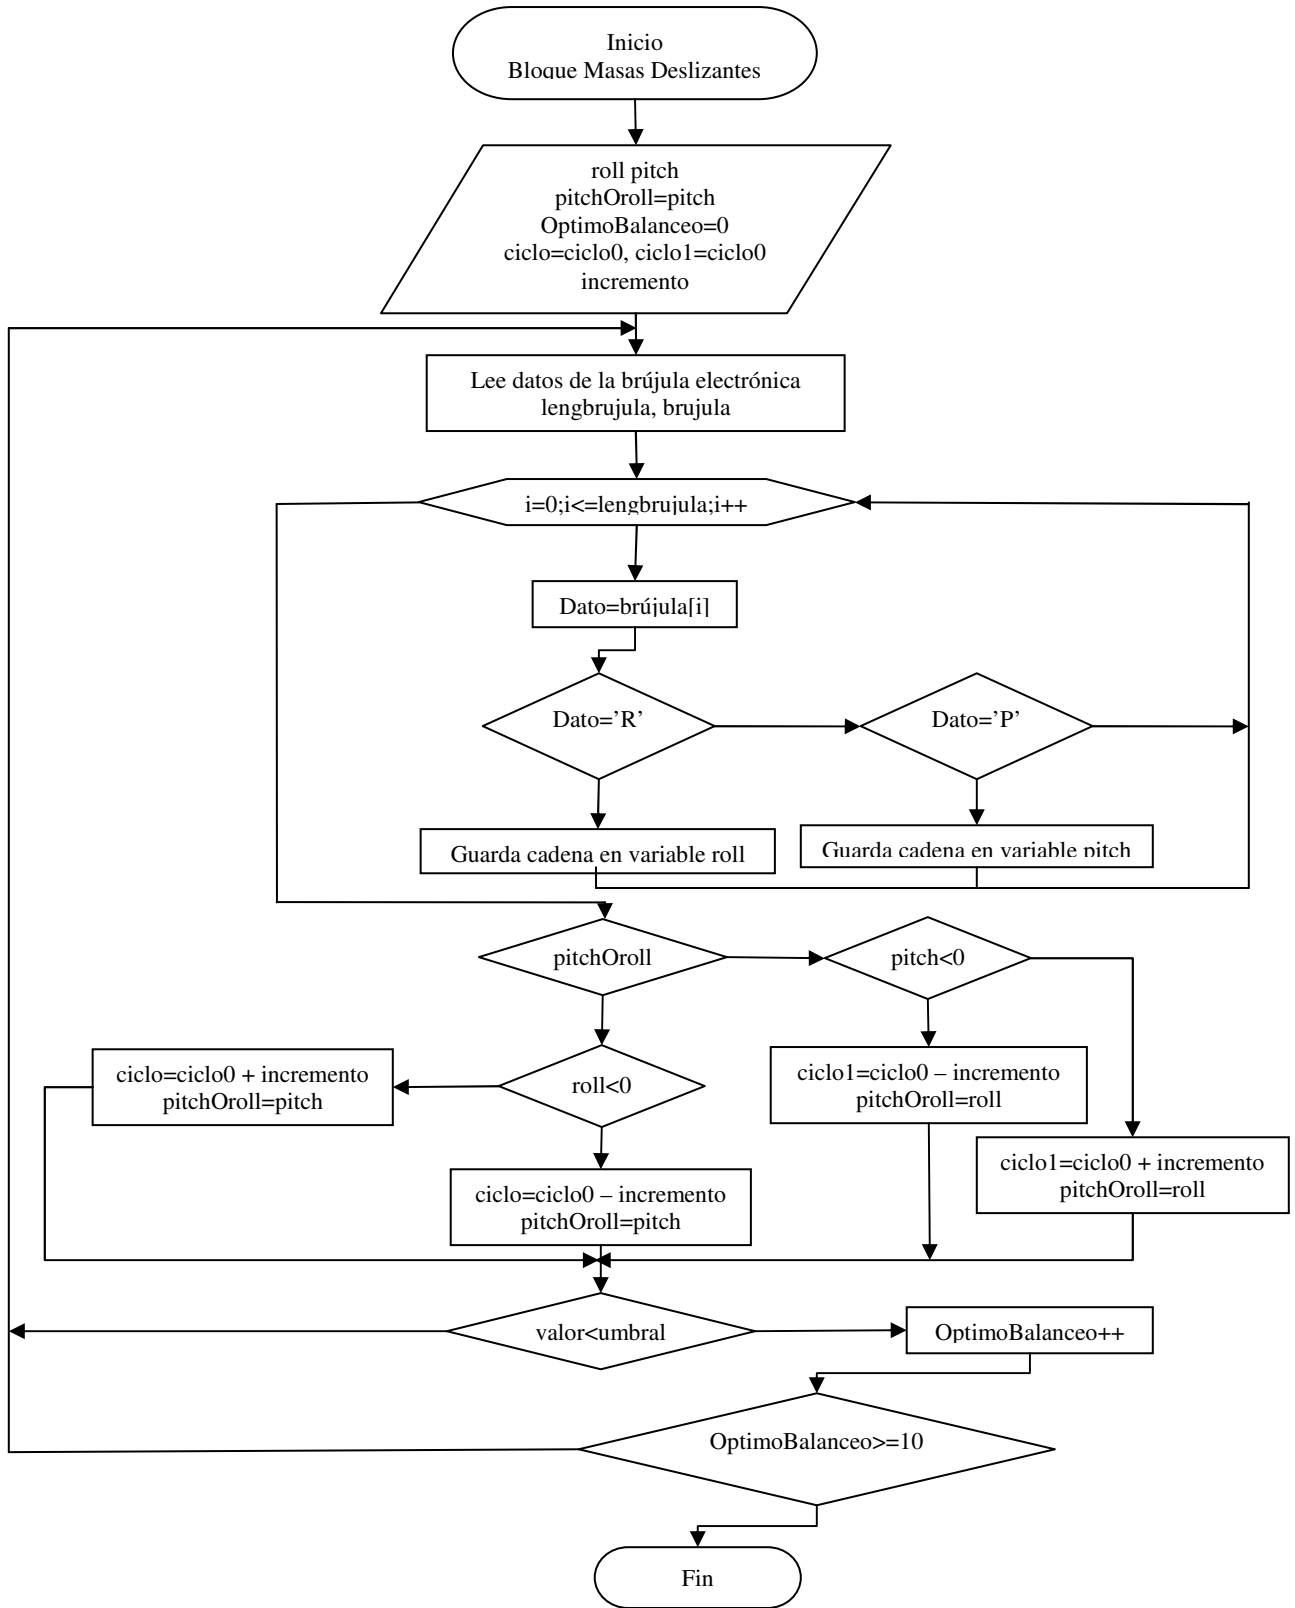 Inicio
Bloque Masas Deslizantes
roll pitch
pitchOroll=pitch
OptimoBalanceo=0
ciclo=ciclo0, ciclo1=ciclo0
incremento
Lee datos de la brújula electrónica
lengbrujula, brujula
i=0;i<=lengbrujula;i++
Dato=brújula[i]
Dato=’R’
Dato=’P’
Guarda cadena en variable roll
Guarda cadena en variable pitch
pitchOroll
pitch<0
ciclo=ciclo0 + incremento
pitchOroll=pitch
roll<0
ciclo1=ciclo0 – incremento
pitchOroll=roll
ciclo1=ciclo0 + incremento
pitchOroll=roll
ciclo=ciclo0 – incremento
pitchOroll=pitch
valor<umbral
OptimoBalanceo++
OptimoBalanceo>=10
Fin